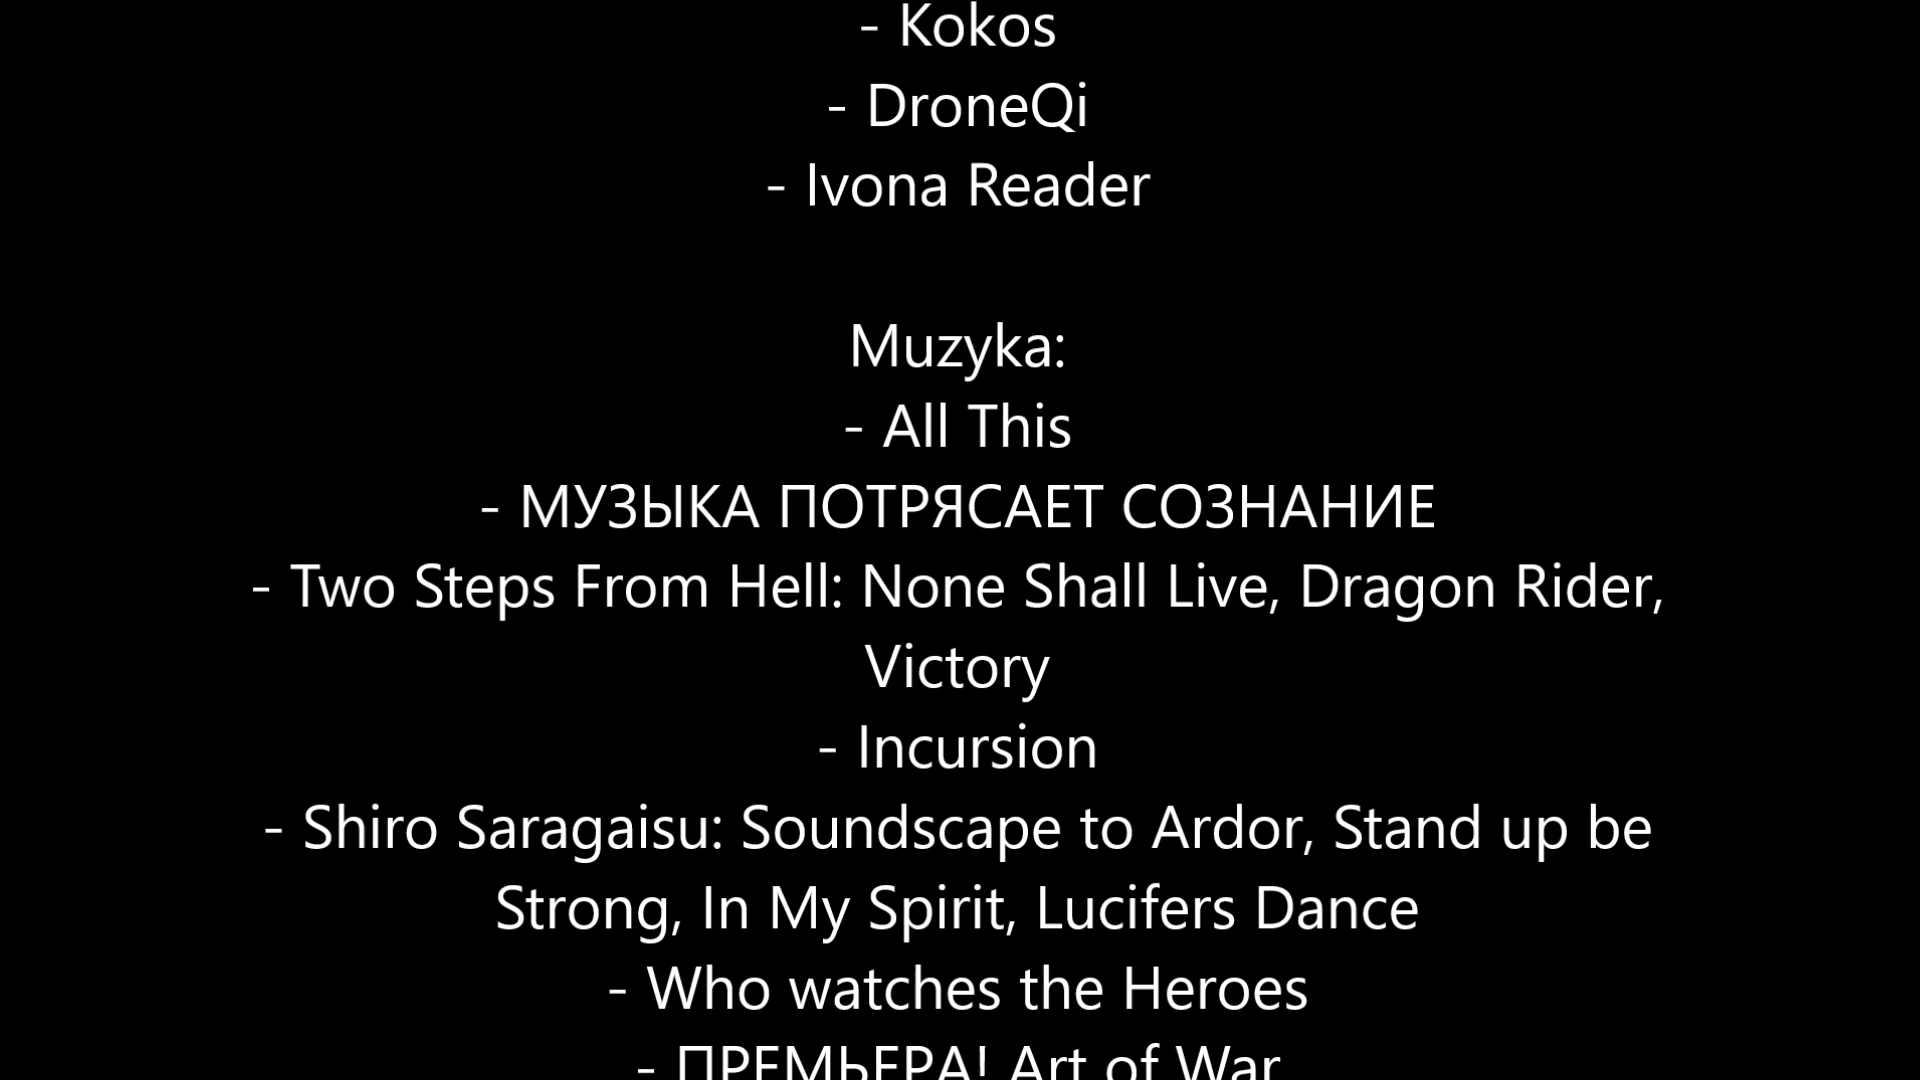 - Kokos
- DroneQi
- Ivona Reader
Muzyka:
- All This
- МУЗЫКА ПОТРЯСАЕТ СОЗНАНИЕ
- Two Steps From Hell: None Shall Live, Dragon Rider,
Victory
- Incursion
- Shiro Saragaisu: Soundscape to Ardor, Stand up be
Strong, In My Spirit, Lucifers Dance
- Who watches the Heroes
- ПРЕМЬЕРА! Art of War